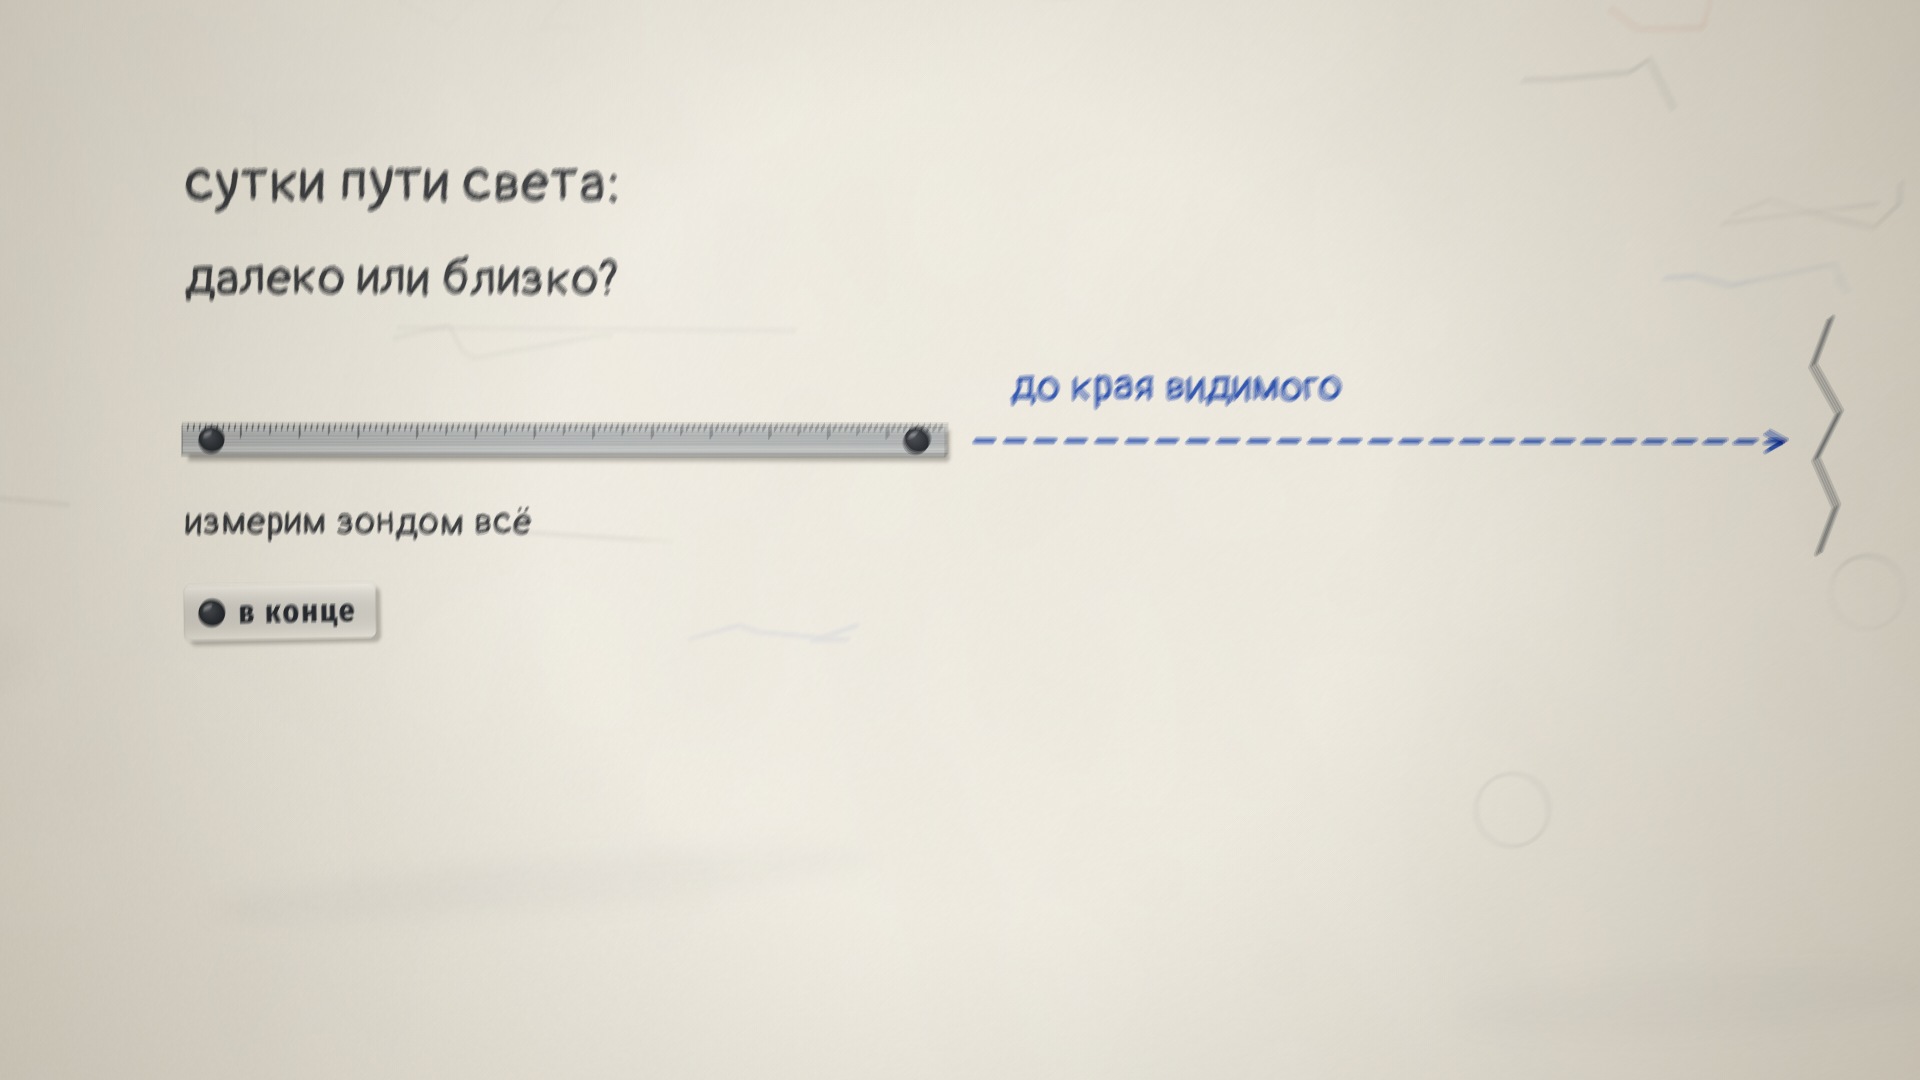 сутки пути света:
далеко или близко?
до края видимого
измерим зондом всё
в конце